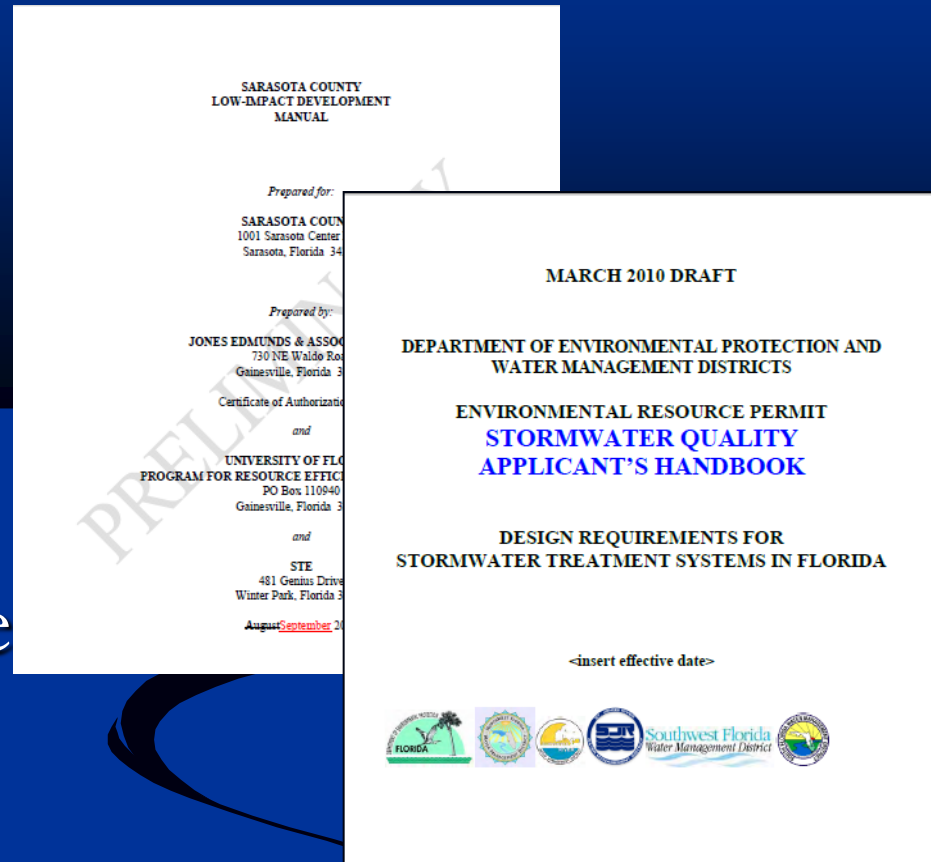 SARASOTA COUNTY
LOW-IMPACT DEVELOPMENT
MANUAL
Prepared for:
SARASOTA COUN
1001 Sarasota Center
Sarasota, Florida 34
Prepared by:
JONES EDMUNDS & ASSOC
730 NE Waldo Roa
Gainesville, Florida 3
Certificate of Authorizatio
and
UNIVERSITY OF FLO
PROGRAM FOR RESOURCE EFFICI
PO Box 110940
Gainesville, Florida 3
and
STE
481 Genius Drive
Winter Park, Florida 3
AugustSeptember 20
PRELIMIN Y
e
MARCH 2010 DRAFT
DEPARTMENT OF ENVIRONMENTAL PROTECTION AND
WATER MANAGEMENT DISTRICTS
ENVIRONMENTAL RESOURCE PERMIT
STORMWATER QUALITY
APPLICANT'S HANDBOOK
DESIGN REQUIREMENTS FOR
STORMWATER TREATMENT SYSTEMS IN FLORIDA
<insert effective date>
FLORIDA
Southwest Florida
Water Management District